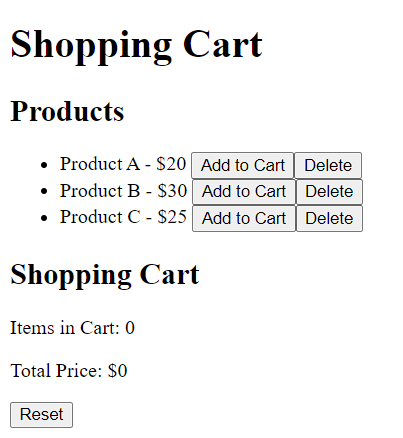 Shopping Cart
Products
Product A - $20 Add to Cart Delete
Product B - $30 Add to Cart Delete
Product C - $25 Add to Cart Delete
Shopping Cart
Items in Cart: 0
Total Price: $0
Reset